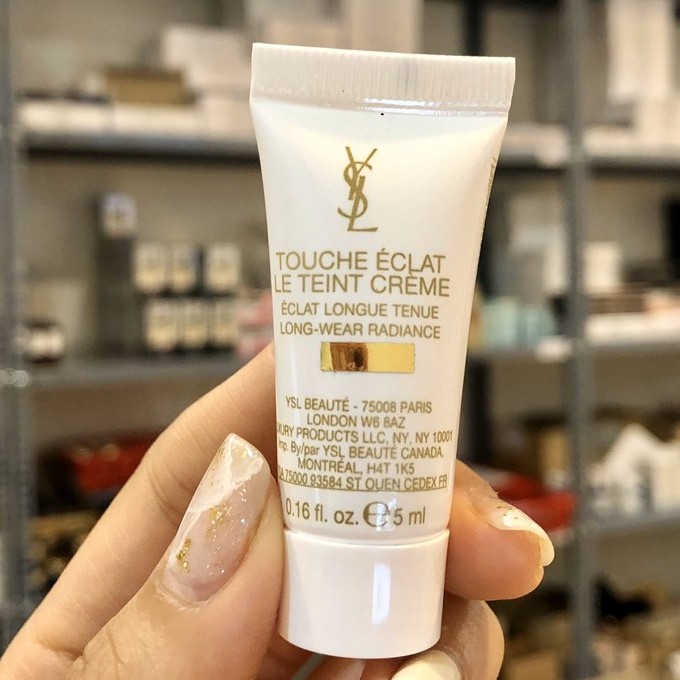 YSL
TOUCHE ÉCLAT
LE TEINT CRÈME
ÉCLAT LONGUE TENUE
LONG-WEAR RADIANCE
YSL BEAUTÉ - 75008 PARIS
LONDON W6 8AZ
PRODUCTS LLC, NY, NY 10001
Imp. By/par YSL BEAUTÉ CANADA,
MONTRÉAL, H4T 1K5
75000 93584 ST OUEN CEDEX FR
0.16 fl. oz. ℮ 5 ml